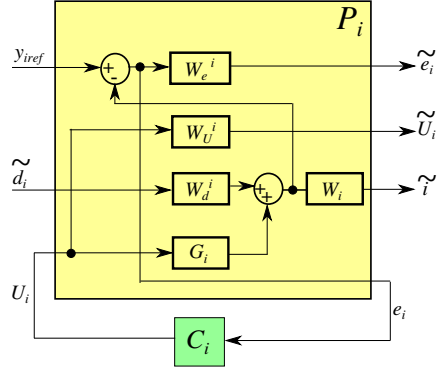 P_i
y_iref + - W_e^i ẽ_i
W_U^i Ũ_i
d̃_i W_d^i + + W_i ĩ
G_i
U_i e_i
C_i